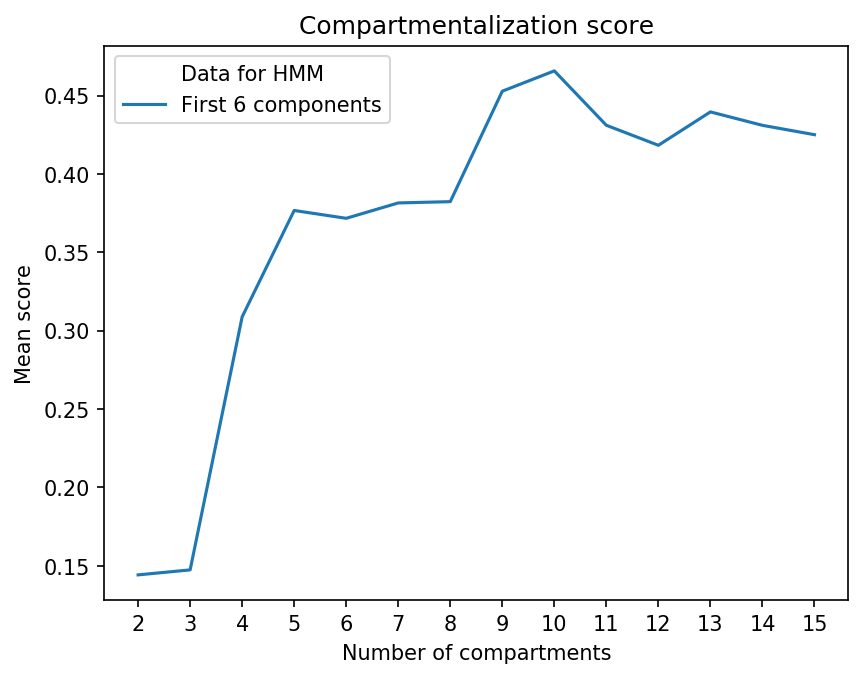 Compartmentalization score
Data for HMM
First 6 components
Mean score
0.45
0.40
0.35
0.30
0.25
0.20
0.15
2 3 4 5 6 7 8 9 10 11 12 13 14 15
Number of compartments